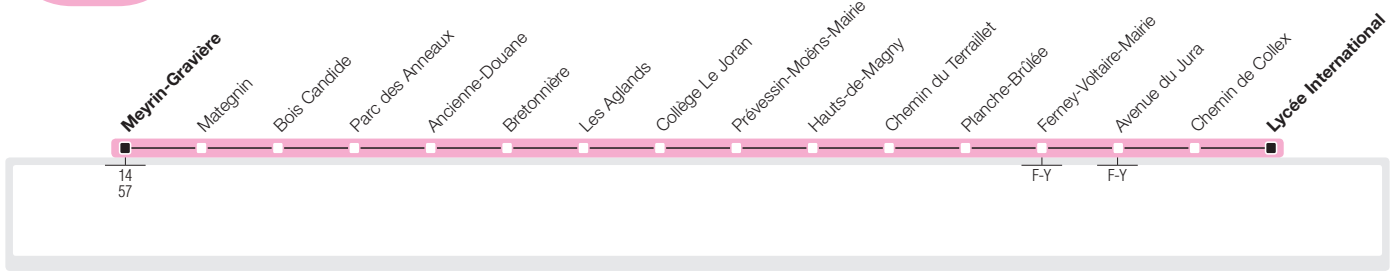 Meyrin-Gravière
Mategnin
Bois Candide
Parc des Anneaux
Ancienne-Douane
Bretonnière
Les Aglands
Collège Le Joran
Prévessin-Moëns-Mairie
Hauts-de-Magny
Chemin du Terraillet
Planche-Brûlée
Ferney-Voltaire-Mairie
Avenue du Jura
Chemin de Collex
Lycée International
14
57
F-Y
F-Y